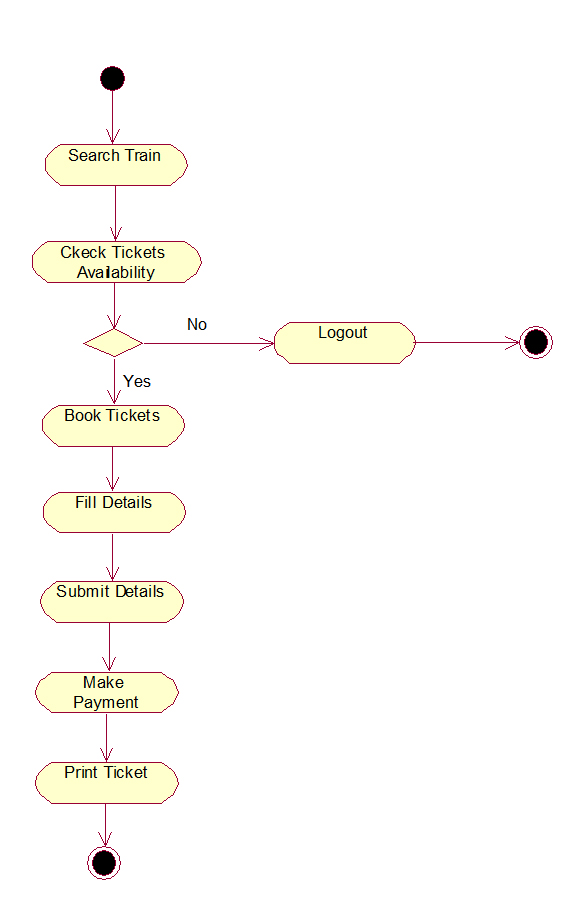 Search Train
Ckeck Tickets
Availability
No
Logout
Yes
Book Tickets
Fill Details
Submit Details
Make
Payment
Print Ticket